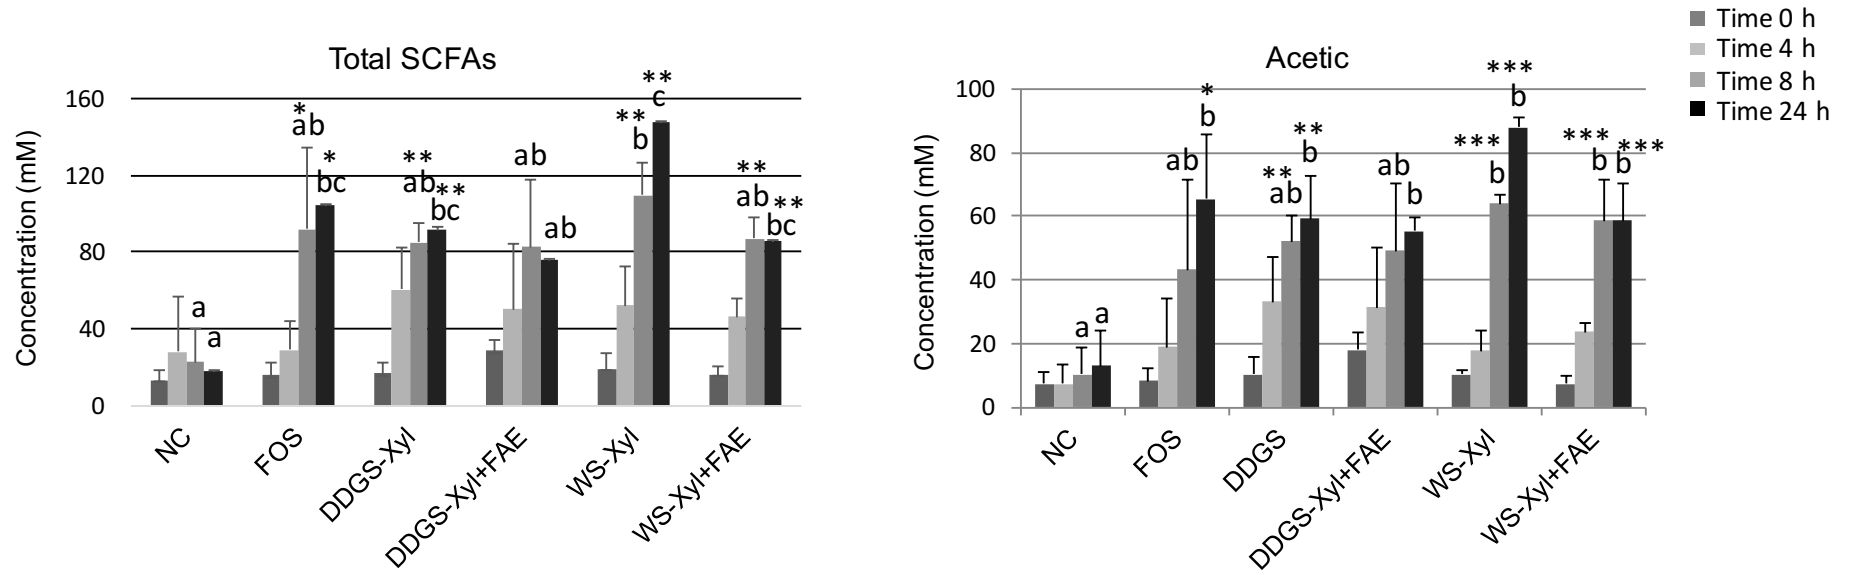 Total SCFAs
Concentration (mM)
160
120
80
40
0
a
a
*
ab
*
bc
**
ab
**
bc
ab
ab
**
b
**
c
**
ab
**
bc
NC
FOS
DDGS-Xyl
DDGS-Xyl+FAE
WS-Xyl
WS-Xyl+FAE
Acetic
Concentration (mM)
100
80
60
40
20
0
a
a
ab
*
b
**
ab
**
b
ab
b
***
b
***
b
***
b
***
b
NC
FOS
DDGS
DDGS-Xyl+FAE
WS-Xyl
WS-Xyl+FAE
Time 0 h
Time 4 h
Time 8 h
Time 24 h